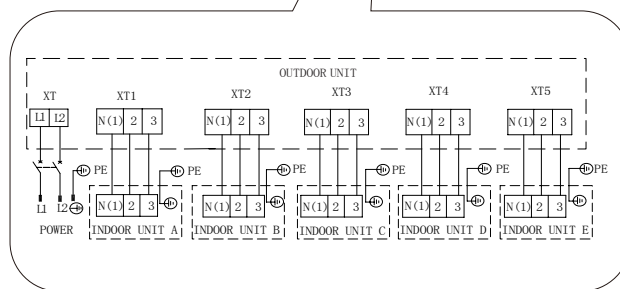 OUTDOOR UNIT
XT XT1 XT2 XT3 XT4 XT5
L1 L2 N(1) 2 3 N(1) 2 3 N(1) 2 3 N(1) 2 3 N(1) 2 3
PE PE PE PE PE PE
L1 L2 N(1) 2 3 N(1) 2 3 N(1) 2 3 N(1) 2 3 N(1) 2 3
POWER INDOOR UNIT A INDOOR UNIT B INDOOR UNIT C INDOOR UNIT D INDOOR UNIT E